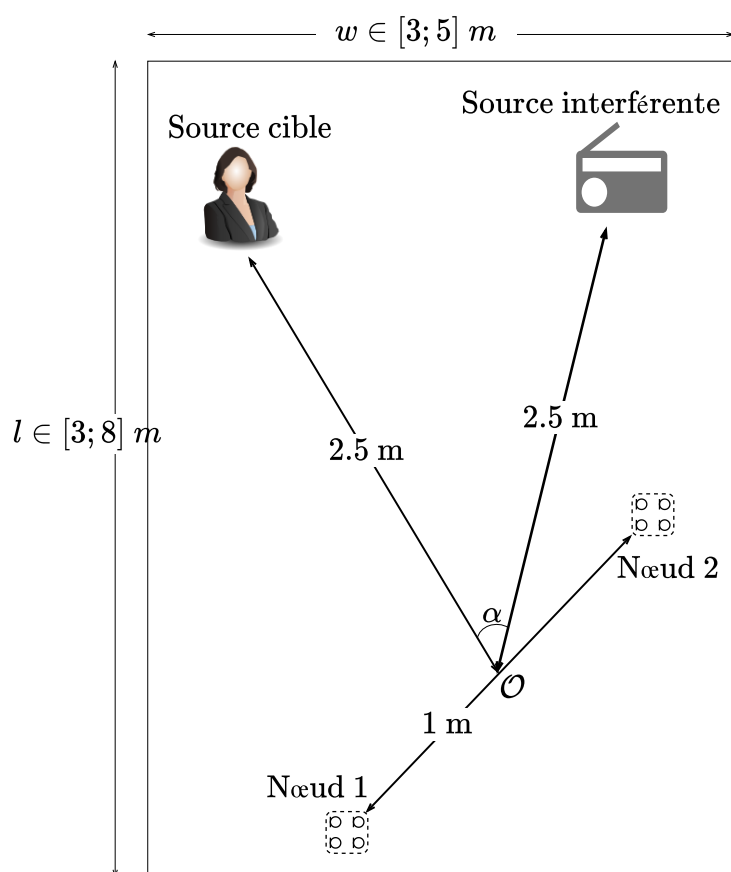 w ∈ [3; 5] m
Source interférente
Source cible
l ∈ [3; 8] m
2.5 m
2.5 m
Nœud 2
α
O
1 m
Nœud 1